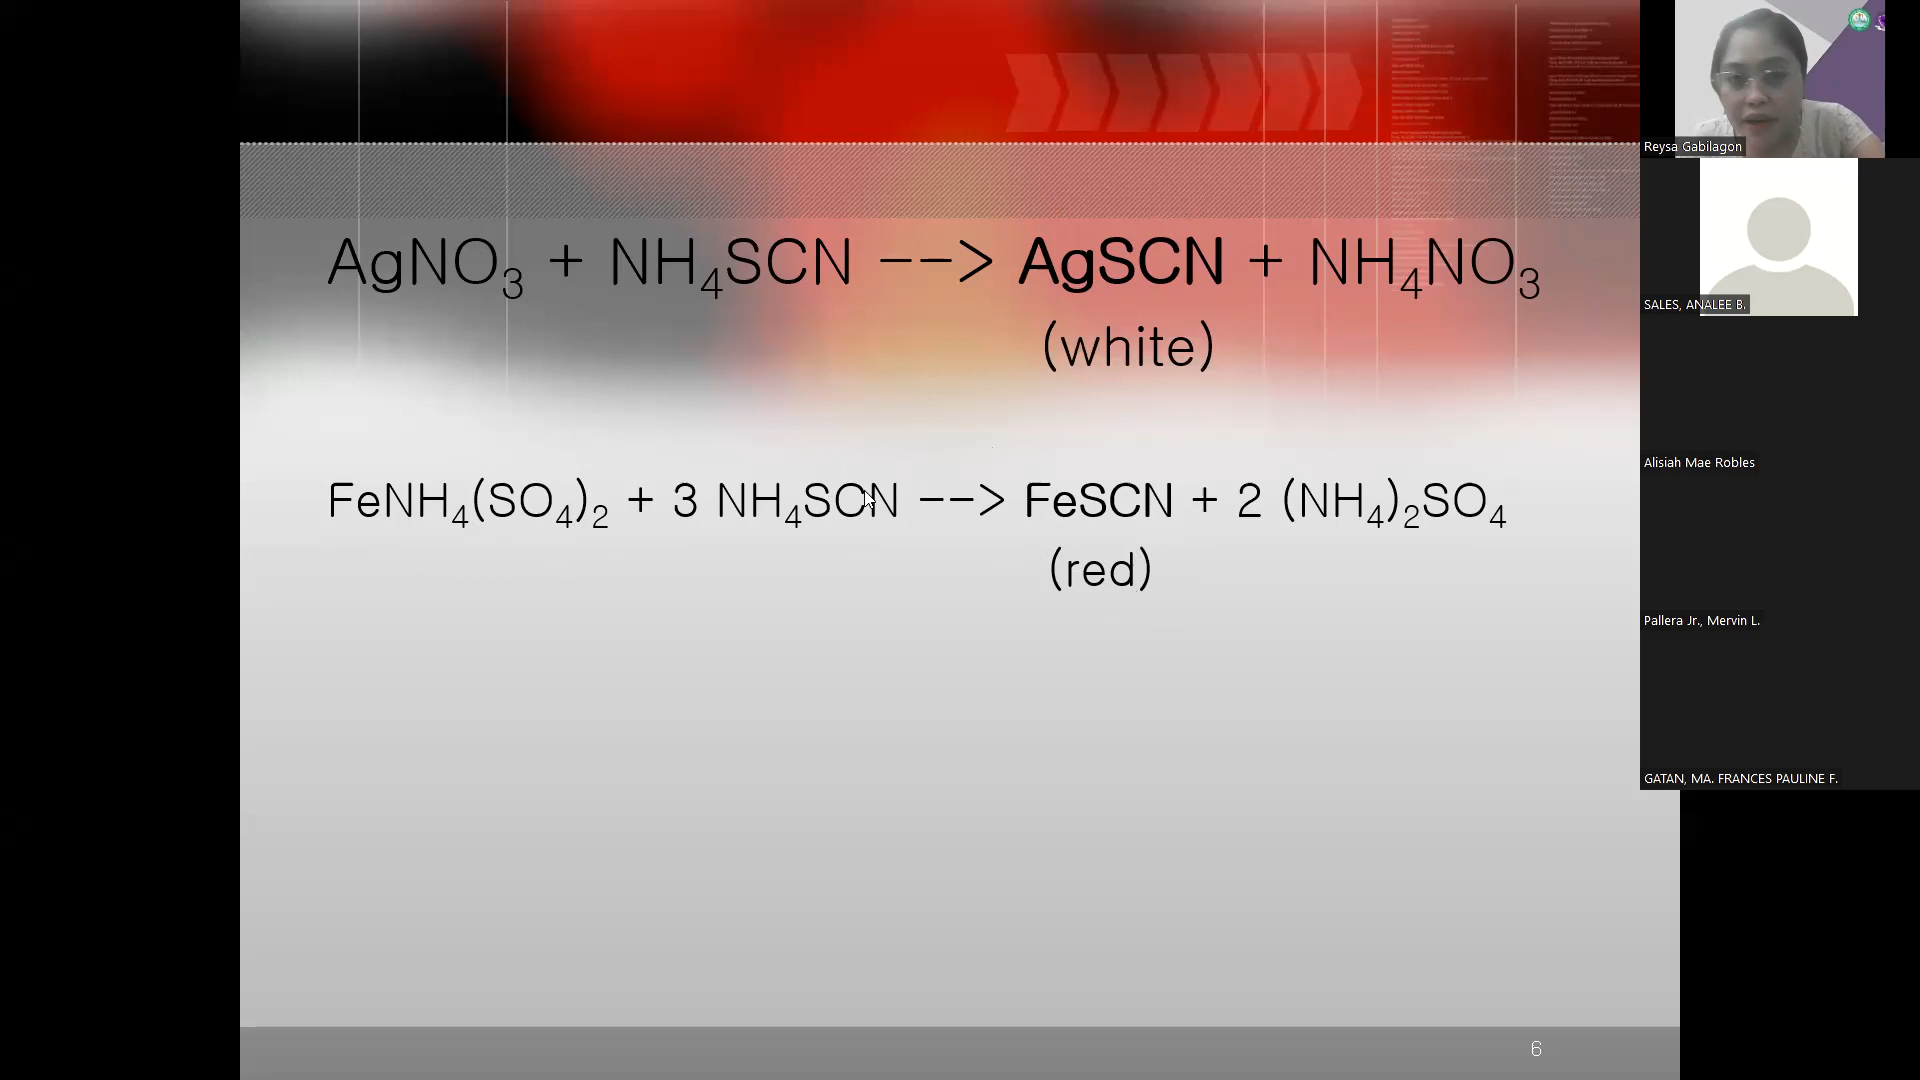 AgNO3 + NH4SCN --> AgSCN + NH4NO3
(white)
FeNH4(SO4)2 + 3 NH4SCN --> FeSCN + 2 (NH4)2SO4
(red)
6
Reysa Gabilagon
SALES, ANALEE B.
Alisiah Mae Robles
Pallera Jr., Mervin L.
GATAN, MA. FRANCES PAULINE F.